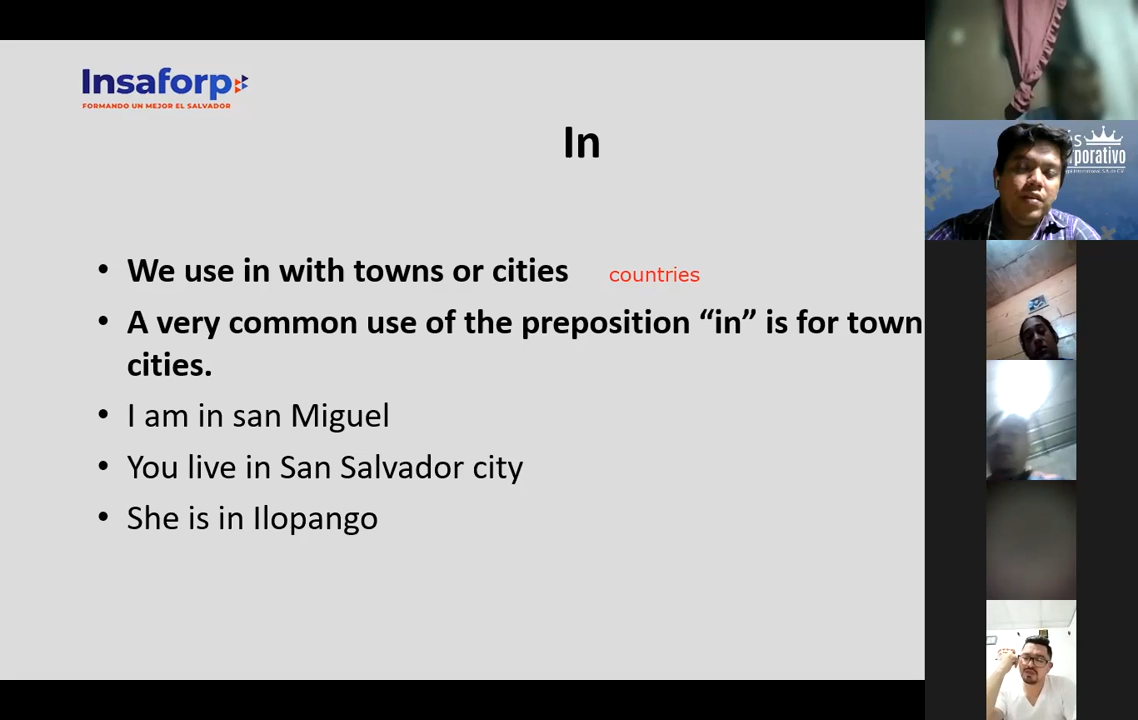 Insaforp
FORMANDO UN MEJOR EL SALVADOR
In
• We use in with towns or cities countries
• A very common use of the preposition “in” is for town
cities.
• I am in san Miguel
• You live in San Salvador city
• She is in Ilopango
porativo